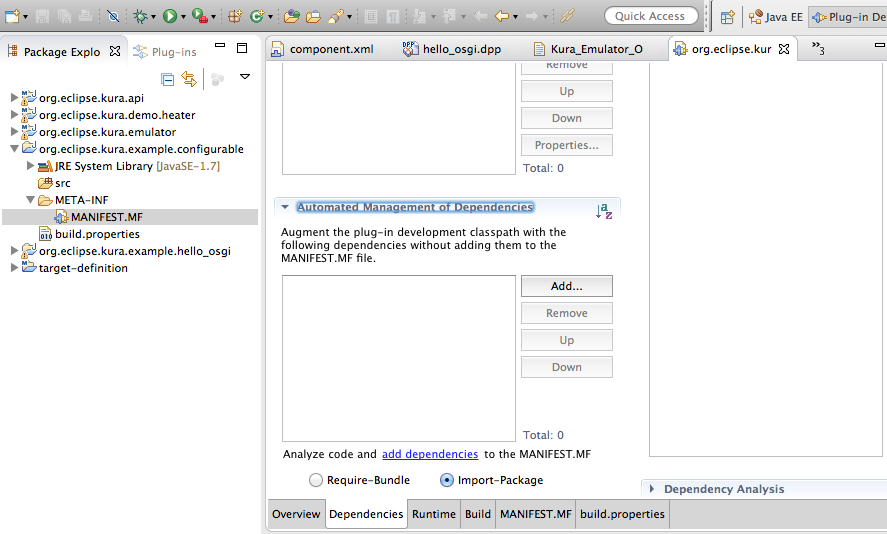 Quick Access
Java EE
Plug-in De
Package Explo
Plug-ins
component.xml
hello_osgi.dpp
Kura_Emulator_O
org.eclipse.kur
»3
org.eclipse.kura.api
org.eclipse.kura.demo.heater
org.eclipse.kura.emulator
org.eclipse.kura.example.configurable
JRE System Library [JavaSE-1.7]
src
META-INF
MANIFEST.MF
build.properties
org.eclipse.kura.example.hello_osgi
target-definition
Remove
Up
Down
Properties...
Total: 0
Automated Management of Dependencies
Augment the plug-in development classpath with the
following dependencies without adding them to the
MANIFEST.MF file.
Add...
Remove
Up
Down
Total: 0
Analyze code and add dependencies to the MANIFEST.MF
Require-Bundle
Import-Package
Dependency Analysis
Overview
Dependencies
Runtime
Build
MANIFEST.MF
build.properties